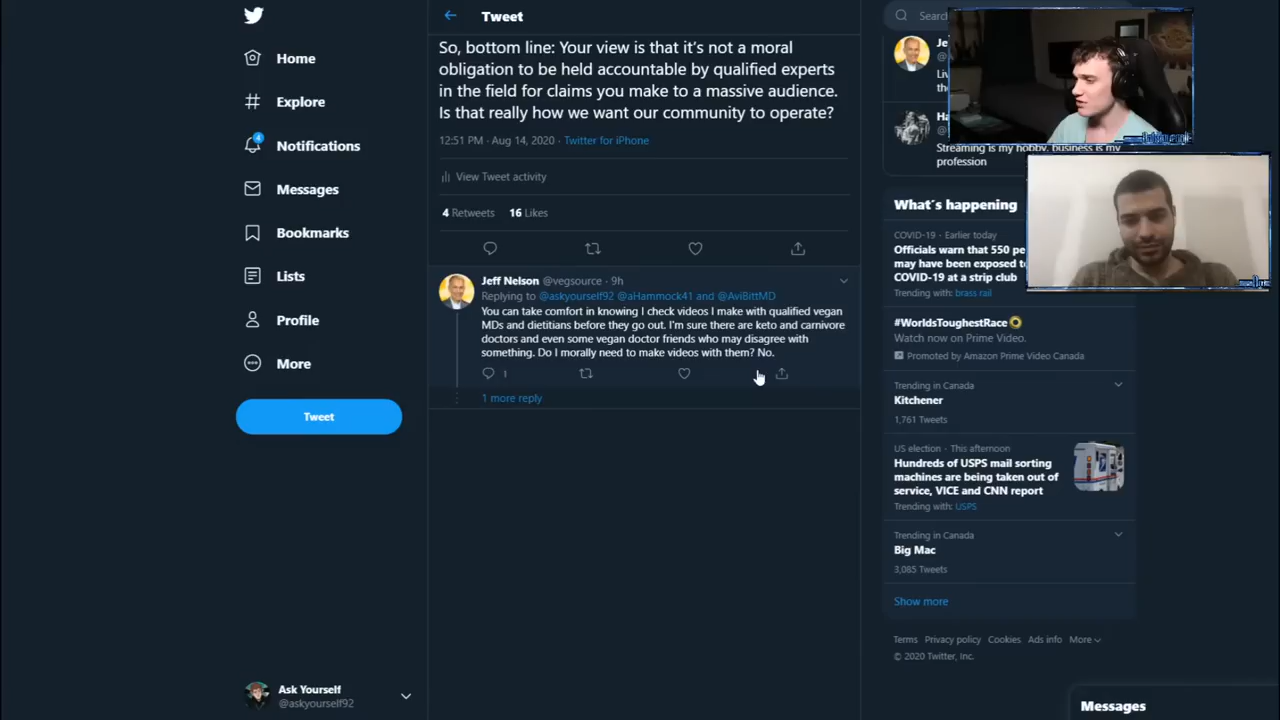 Home
Explore
4
Notifications
Messages
Bookmarks
Lists
Profile
More
Tweet
Ask Yourself
@askyourself92
Tweet
So, bottom line: Your view is that it's not a moral
obligation to be held accountable by qualified experts
in the field for claims you make to a massive audience.
Is that really how we want our community to operate?
12:51 PM · Aug 14, 2020 · Twitter for iPhone
View Tweet activity
4 Retweets 16 Likes
Jeff Nelson @vegsource · 9h
Replying to @askyourself92 @aHammock41 and @AviBittMD
You can take comfort in knowing I check videos I make with qualified vegan
MDs and dietitians before they go out. I'm sure there are keto and carnivore
doctors and even some vegan doctor friends who may disagree with
something. Do I morally need to make videos with them? No.
1
1 more reply
Search
Je
@
Liv
the
Ha
@
Streaming is my hobby, business is my
profession
What's happening
COVID-19 · Earlier today
Officials warn that 550 pe
may have been exposed to
COVID-19 at a strip club
Trending with: brass rail
#WorldsToughestRace
Watch now on Prime Video.
Promoted by Amazon Prime Video Canada
Trending in Canada
Kitchener
1,761 Tweets
US election · This afternoon
Hundreds of USPS mail sorting
machines are being taken out of
service, VICE and CNN report
Trending with: USPS
Trending in Canada
Big Mac
3,085 Tweets
Show more
Terms Privacy policy Cookies Ads info More
© 2020 Twitter, Inc.
Messages